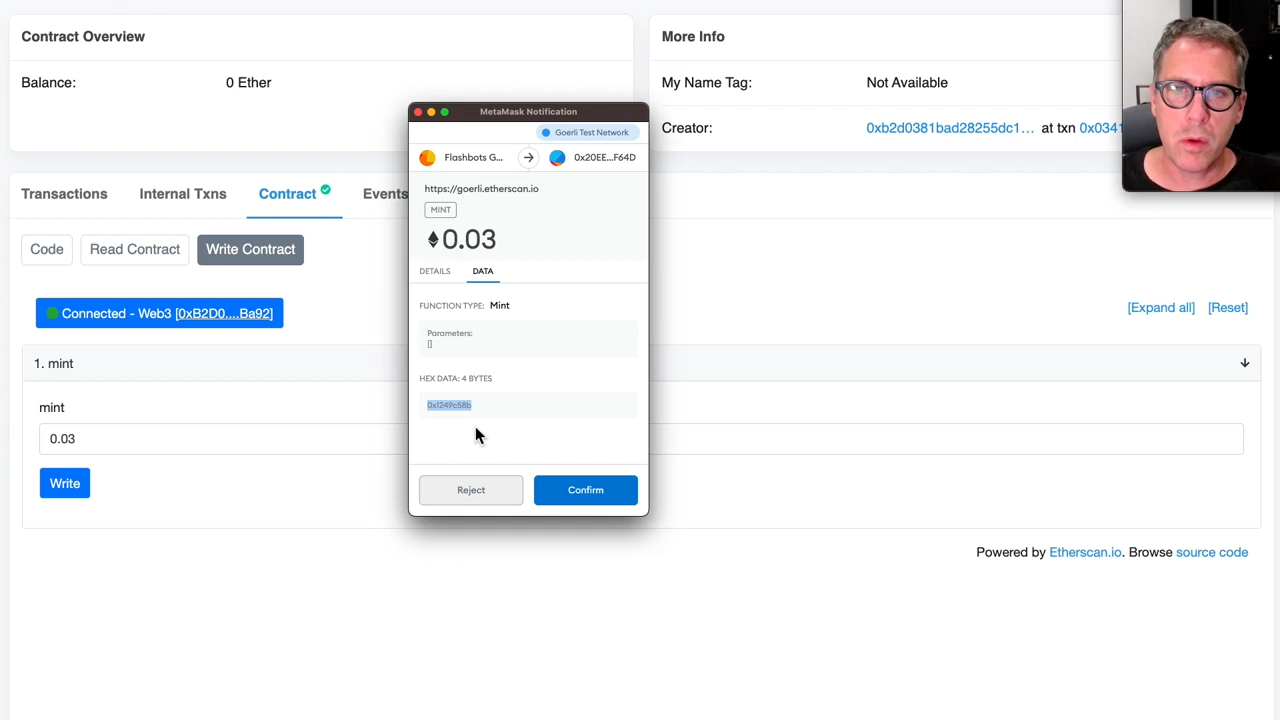 Contract Overview
Balance: 0 Ether
More Info
My Name Tag: Not Available
Creator: 0xb2d0381bad28255dc1... at txn 0x0341
Transactions Internal Txns Contract Events
Code Read Contract Write Contract
Connected - Web3 [0xB2D0....Ba92]
[Expand all] [Reset]
1. mint
mint
0.03
Write
Powered by Etherscan.io. Browse source code
MetaMask Notification
Goerli Test Network
Flashbots G... 0x20EE...F64D
https://goerli.etherscan.io
MINT
0.03
DETAILS DATA
FUNCTION TYPE: Mint
Parameters:
[]
HEX DATA: 4 BYTES
0x1249c58b
Reject Confirm